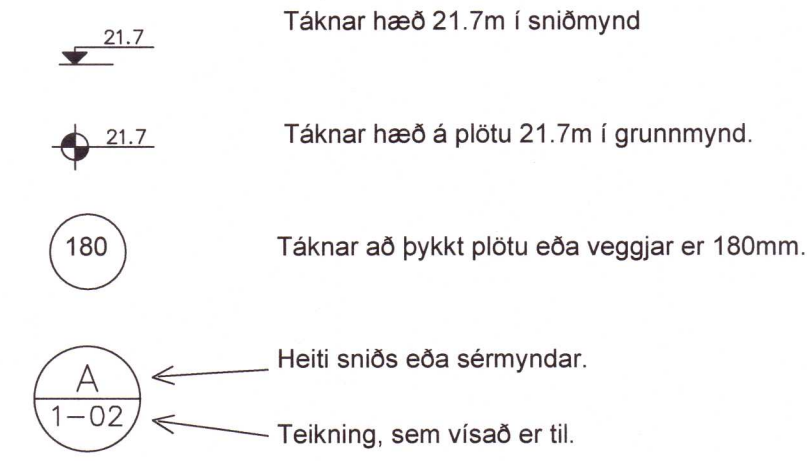 21.7 Táknar hæð 21.7m í sniðmynd
21.7 Táknar hæð á plötu 21.7m í grunnmynd.
180 Táknar að þykkt plötu eða veggjar er 180mm.
A Heiti sniðs eða sérmyndar.
1-02 Teikning, sem vísað er til.